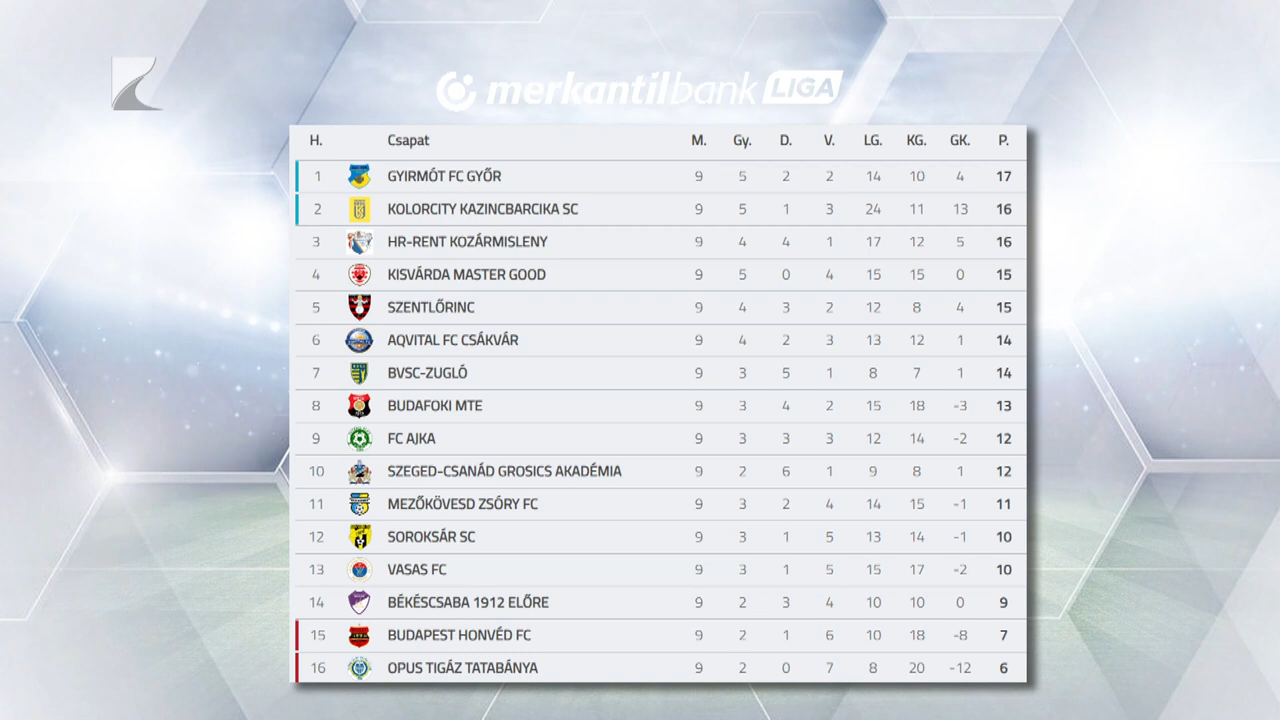 merkantilbank LIGA
H. Csapat M. Gy. D. V. LG. KG. GK. P.
1 GYIRMÓT FC GYŐR 9 5 2 2 14 10 4 17
2 KOLORCITY KAZINCBARCIKA SC 9 5 1 3 24 11 13 16
3 HR-RENT KOZÁRMISLENY 9 4 4 1 17 12 5 16
4 KISVÁRDA MASTER GOOD 9 5 0 4 15 15 0 15
5 SZENTLŐRINC 9 4 3 2 12 8 4 15
6 AQVITAL FC CSÁKVÁR 9 4 2 3 13 12 1 14
7 BVSC-ZUGLÓ 9 3 5 1 8 7 1 14
8 BUDAFOKI MTE 9 3 4 2 15 18 -3 13
9 FC AJKA 9 3 3 3 12 14 -2 12
10 SZEGED-CSANÁD GROSICS AKADÉMIA 9 2 6 1 9 8 1 12
11 MEZŐKÖVESD ZSÓRY FC 9 3 2 4 14 15 -1 11
12 SOROKSÁR SC 9 3 1 5 13 14 -1 10
13 VASAS FC 9 3 1 5 15 17 -2 10
14 BÉKÉSCSABA 1912 ELŐRE 9 2 3 4 10 10 0 9
15 BUDAPEST HONVÉD FC 9 2 1 6 10 18 -8 7
16 OPUS TIGÁZ TATABÁNYA 9 2 0 7 8 20 -12 6